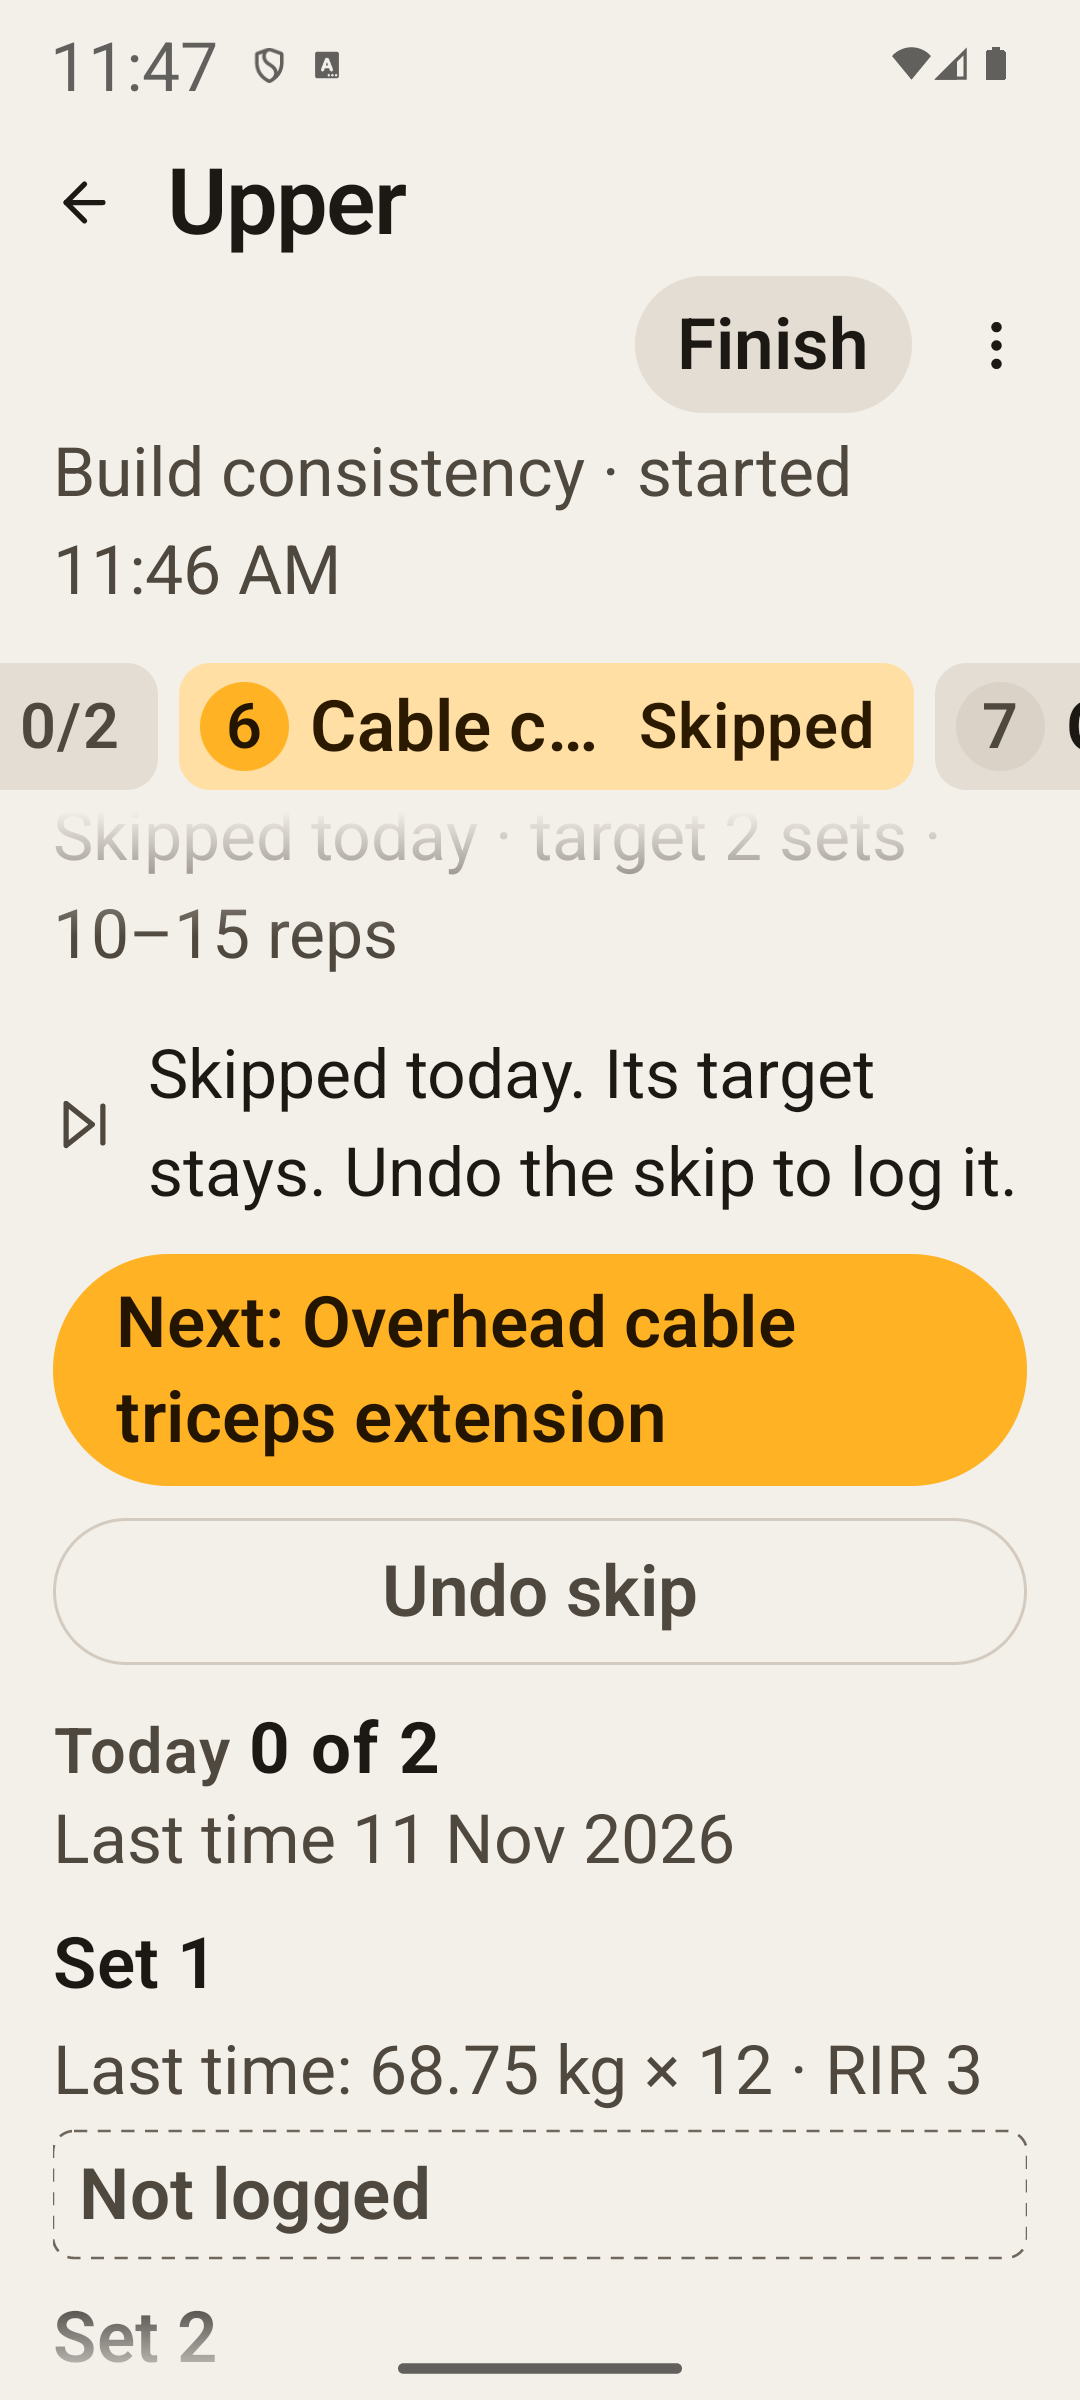 11:47
Upper
Finish
Build consistency · started
11:46 AM
0/2
6 Cable c... Skipped
7
Skipped today · target 2 sets ·
10–15 reps
Skipped today. Its target
stays. Undo the skip to log it.
Next: Overhead cable
triceps extension
Undo skip
Today 0 of 2
Last time 11 Nov 2026
Set 1
Last time: 68.75 kg × 12 · RIR 3
Not logged
Set 2